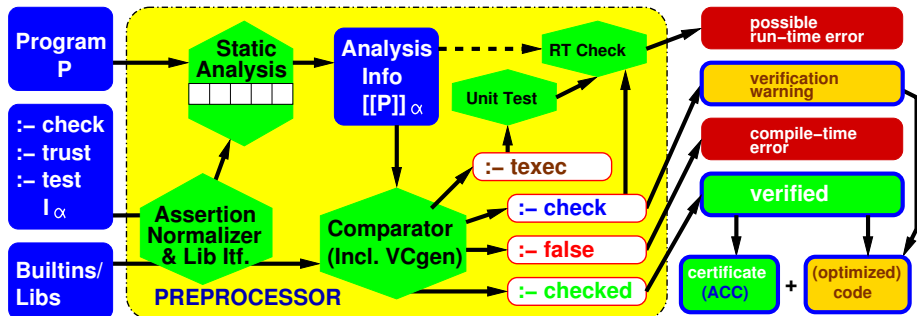 Program
P
:− check
:− trust
:− test
I α
Builtins/
Libs
Static
Analysis
Assertion
Normalizer
& Lib Itf.
PREPROCESSOR
Analysis
Info
[[P]] α
Comparator
(Incl. VCgen)
RT Check
Unit Test
:− texec
:− check
:− false
:− checked
possible
run−time error
verification
warning
compile−time
error
verified
certificate
(ACC)
+
(optimized)
code